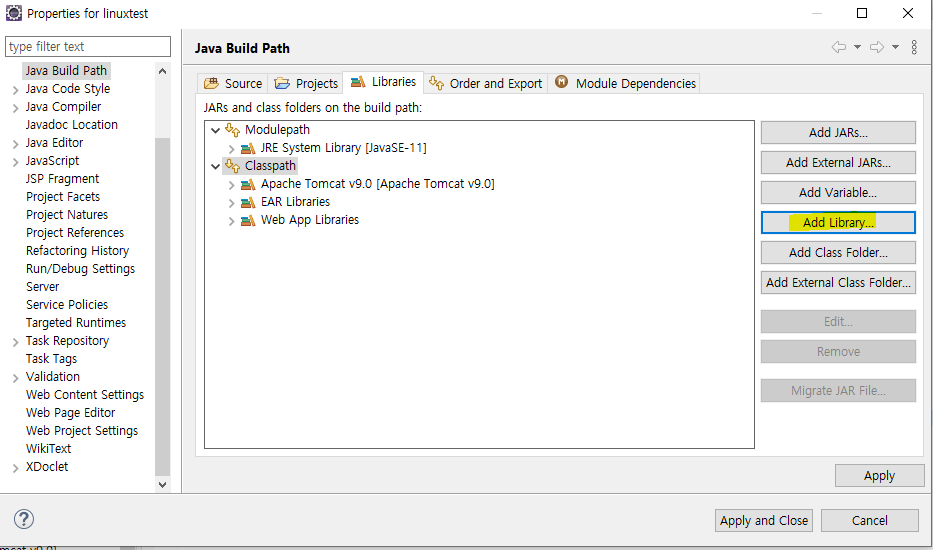 Properties for linuxtest
type filter text
Java Build Path
Java Code Style
Java Compiler
Javadoc Location
Java Editor
JavaScript
JSP Fragment
Project Facets
Project Natures
Project References
Refactoring History
Run/Debug Settings
Server
Service Policies
Targeted Runtimes
Task Repository
Task Tags
Validation
Web Content Settings
Web Page Editor
Web Project Settings
WikiText
XDoclet
Java Build Path
Source Projects Libraries Order and Export M Module Dependencies
JARs and class folders on the build path:
Modulepath
JRE System Library [JavaSE-11]
Classpath
Apache Tomcat v9.0 [Apache Tomcat v9.0]
EAR Libraries
Web App Libraries
Add JARs...
Add External JARs...
Add Variable...
Add Library...
Add Class Folder...
Add External Class Folder...
Edit...
Remove
Migrate JAR File...
Apply
?
Apply and Close Cancel